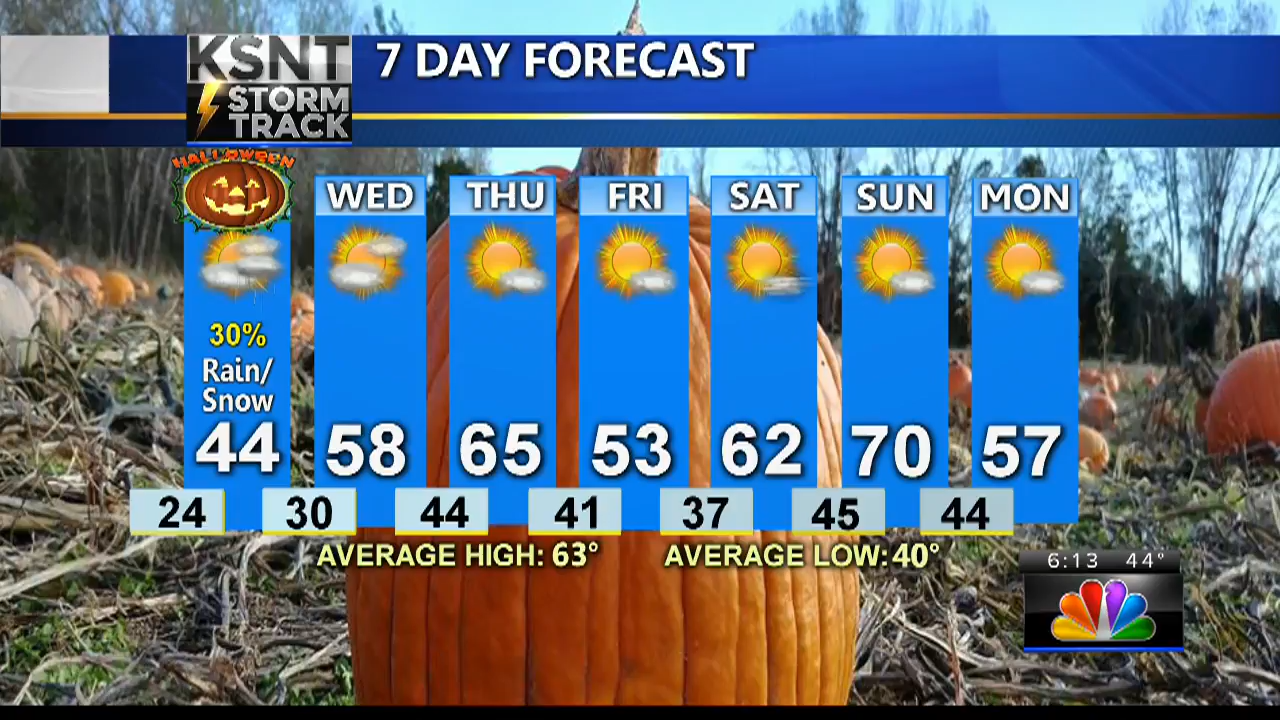 KSNT
STORM
TRACK
7 DAY FORECAST
HALLOWEEN
WED
THU
FRI
SAT
SUN
MON
30%
Rain/
Snow
44
58
65
53
62
70
57
24
30
44
41
37
45
44
AVERAGE HIGH: 63°
AVERAGE LOW: 40°
6:13 44°